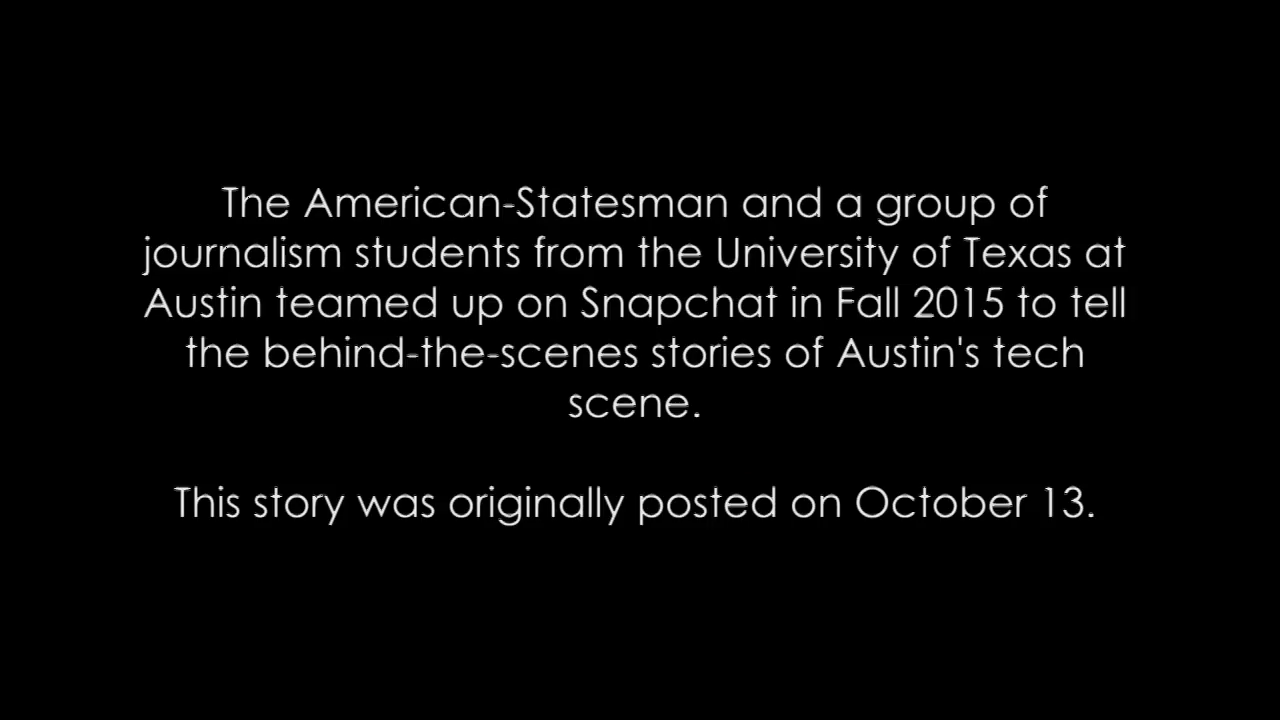 The American-Statesman and a group of
journalism students from the University of Texas at
Austin teamed up on Snapchat in Fall 2015 to tell
the behind-the-scenes stories of Austin's tech
scene.
This story was originally posted on October 13.